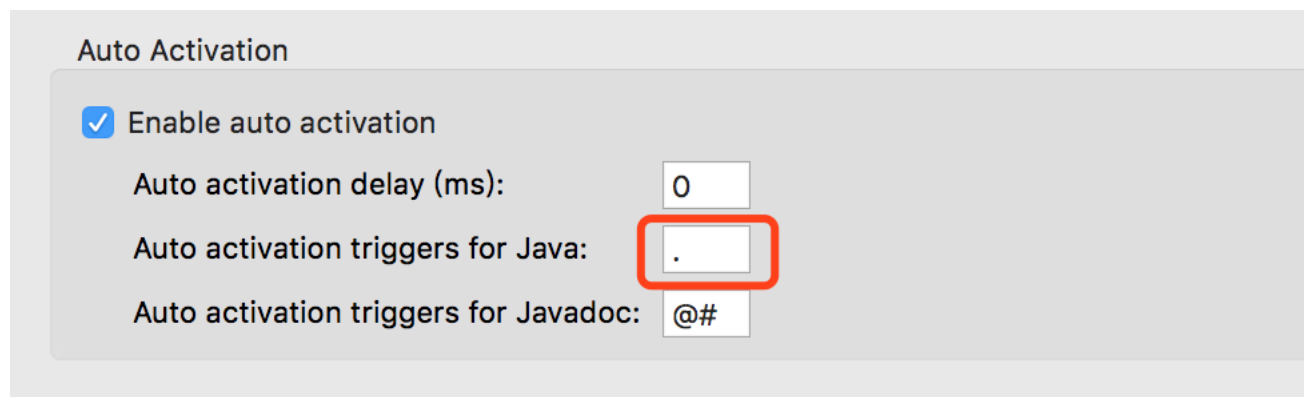 Auto Activation
Enable auto activation
Auto activation delay (ms): 0
Auto activation triggers for Java: .
Auto activation triggers for Javadoc: @#